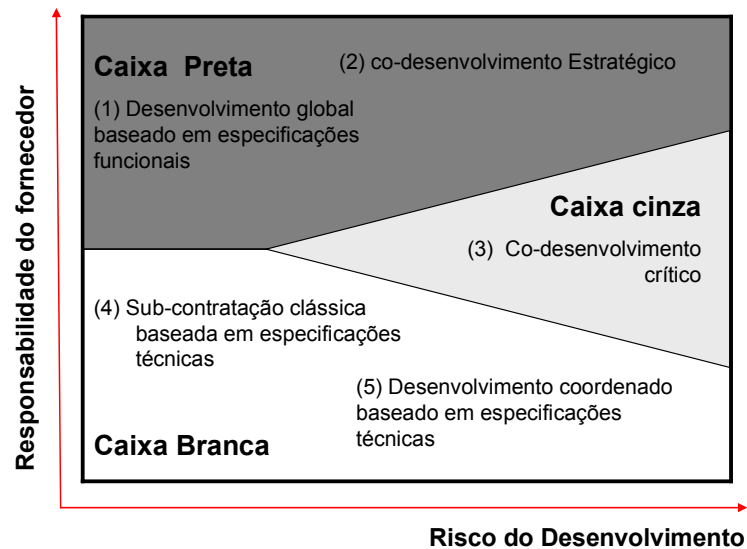 Responsabilidade do fornecedor
Caixa Preta
(2) co-desenvolvimento Estratégico
(1) Desenvolvimento global
baseado em especificações
funcionais
Caixa cinza
(3) Co-desenvolvimento
crítico
(4) Sub-contratação clássica
baseada em especificações
técnicas
(5) Desenvolvimento coordenado
baseado em especificações
técnicas
Caixa Branca
Risco do Desenvolvimento